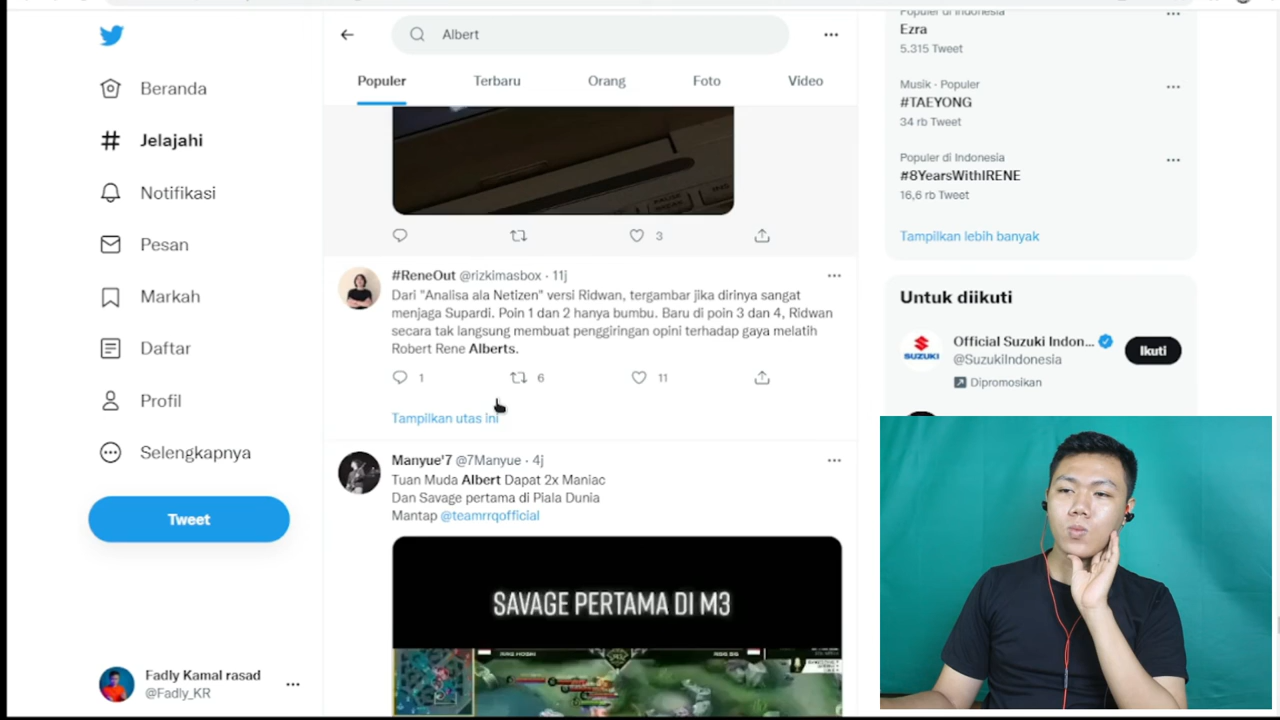 Albert
Populer
Terbaru
Orang
Foto
Video
Beranda
Jelajahi
Notifikasi
Pesan
Markah
Daftar
Profil
Selengkapnya
Tweet
Fadly Kamal rasad
@Fadly_KR
3
#ReneOut @rizkimasbox · 11j
Dari "Analisa ala Netizen" versi Ridwan, tergambar jika dirinya sangat
menjaga Supardi. Poin 1 dan 2 hanya bumbu. Baru di poin 3 dan 4, Ridwan
secara tak langsung membuat penggiringan opini terhadap gaya melatih
Robert Rene Alberts.
1 6 11
Tampilkan utas ini
Manyue'7 @7Manyue · 4j
Tuan Muda Albert Dapat 2x Maniac
Dan Savage pertama di Piala Dunia
Mantap @teamrrqofficial
SAVAGE PERTAMA DI M3
Populer di Indonesia
Ezra
5.315 Tweet
Musik · Populer
#TAEYONG
34 rb Tweet
Populer di Indonesia
#8YearsWithIRENE
16,6 rb Tweet
Tampilkan lebih banyak
Untuk diikuti
SUZUKI
Official Suzuki Indon...
@SuzukiIndonesia
Dipromosikan
Ikuti